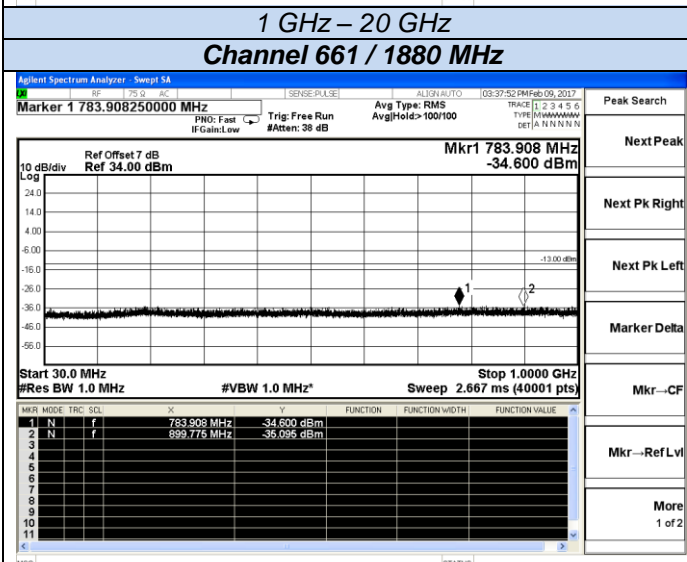 1 GHz – 20 GHz
Channel 661 / 1880 MHz
Agilent Spectrum Analyzer - Swept SA
RF 75 Ω AC SENSE:PULSE ALIGN AUTO 03:37:52 PM Feb 09, 2017
Marker 1 783.908250000 MHz
PNO: Fast
IFGain:Low
Trig: Free Run
#Atten: 38 dB
Avg Type: RMS
Avg|Hold:>100/100
TRACE 1 2 3 4 5 6
TYPE MWWWWW
DET A N N N N N
Peak Search
Next Peak
Next Pk Right
Next Pk Left
Marker Delta
Mkr→CF
Mkr→Ref Lvl
More
1 of 2
Ref Offset 7 dB
10 dB/div Ref 34.00 dBm
Log
Mkr1 783.908 MHz
-34.600 dBm
24.0
14.0
4.00
-6.00
-13.00 dBm
-16.0
-26.0
1
2
-36.0
-46.0
-56.0
Start 30.0 MHz Stop 1.0000 GHz
#Res BW 1.0 MHz #VBW 1.0 MHz* Sweep 2.667 ms (40001 pts)
MKR MODE TRC SCL X Y FUNCTION FUNCTION WIDTH FUNCTION VALUE
1 N f 783.908 MHz -34.600 dBm
2 N f 899.775 MHz -35.095 dBm
3
4
5
6
7
8
9
10
11